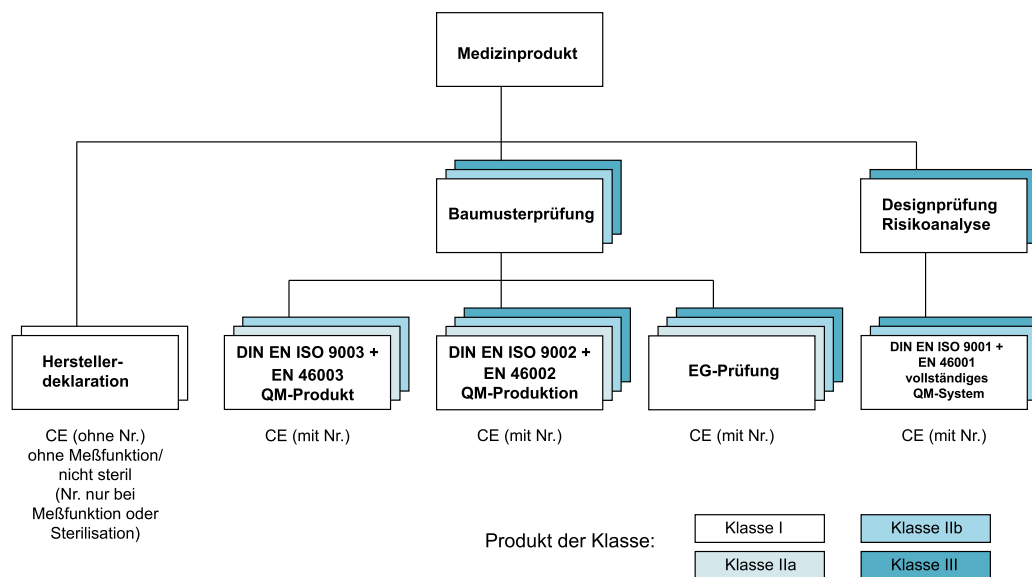 Medizinprodukt
Baumusterprüfung
Designprüfung
Risikoanalyse
Hersteller-
deklaration
DIN EN ISO 9003 +
EN 46003
QM-Produkt
DIN EN ISO 9002 +
EN 46002
QM-Produktion
EG-Prüfung
DIN EN ISO 9001 +
EN 46001
vollständiges
QM-System
CE (ohne Nr.)
ohne Meßfunktion/
nicht steril
(Nr. nur bei
Meßfunktion oder
Sterilisation)
CE (mit Nr.)
CE (mit Nr.)
CE (mit Nr.)
CE (mit Nr.)
Produkt der Klasse:
Klasse I
Klasse IIb
Klasse IIa
Klasse III